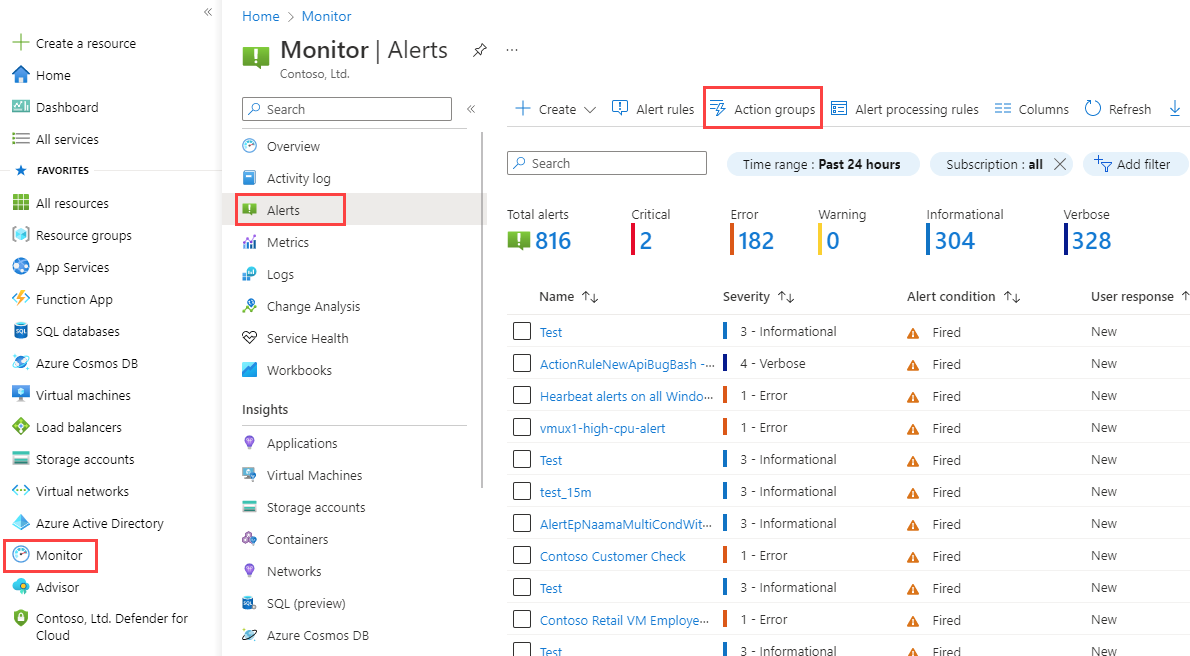 Create a resource
Home
Dashboard
All services
FAVORITES
All resources
Resource groups
App Services
Function App
SQL databases
Azure Cosmos DB
Virtual machines
Load balancers
Storage accounts
Virtual networks
Azure Active Directory
Monitor
Advisor
Contoso, Ltd. Defender for
Cloud
Home > Monitor
Monitor | Alerts
Contoso, Ltd.
Search
Overview
Activity log
Alerts
Metrics
Logs
Change Analysis
Service Health
Workbooks
Insights
Applications
Virtual Machines
Storage accounts
Containers
Networks
SQL (preview)
Azure Cosmos DB
Create Alert rules Action groups Alert processing rules Columns Refresh
Search Time range : Past 24 hours Subscription : all Add filter
Total alerts Critical Error Warning Informational Verbose
816 2 182 0 304 328
Name Severity Alert condition User response
Test 3 - Informational Fired New
ActionRuleNewApiBugBash -... 4 - Verbose Fired New
Hearbeat alerts on all Windo... 1 - Error Fired New
vmux1-high-cpu-alert 1 - Error Fired New
Test 3 - Informational Fired New
test_15m 3 - Informational Fired New
AlertEpNaamaMultiCondWit... 3 - Informational Fired New
Contoso Customer Check 1 - Error Fired New
Test 3 - Informational Fired New
Contoso Retail VM Employe... 1 - Error Fired New
Test 3 - Informational Fired New